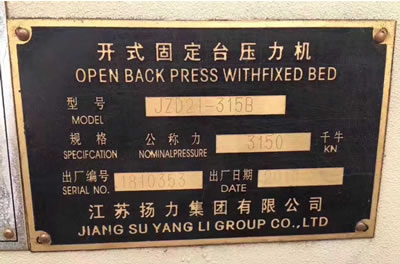 开式固定台压力机
OPEN BACK PRESS WITHFIXED BED
型号 JZD21-315B
MODEL
规格 公称力 3150 千牛
SPECIFCATION NOMINALPRESSURE KN
出厂编号 1810353 出厂日期
SERIAL NO. DATE
江苏扬力集团有限公司
JIANG SU YANG LI GROUP CO.,LTD